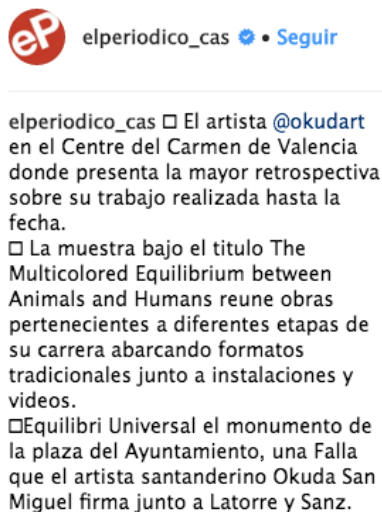 eP
elperiodico_cas • Seguir
elperiodico_cas □ El artista @okudart
en el Centre del Carmen de Valencia
donde presenta la mayor retrospectiva
sobre su trabajo realizada hasta la
fecha.
□ La muestra bajo el titulo The
Multicolored Equilibrium between
Animals and Humans reune obras
pertenecientes a diferentes etapas de
su carrera abarcando formatos
tradicionales junto a instalaciones y
videos.
□Equilibri Universal el monumento de
la plaza del Ayuntamiento, una Falla
que el artista santanderino Okuda San
Miguel firma junto a Latorre y Sanz.